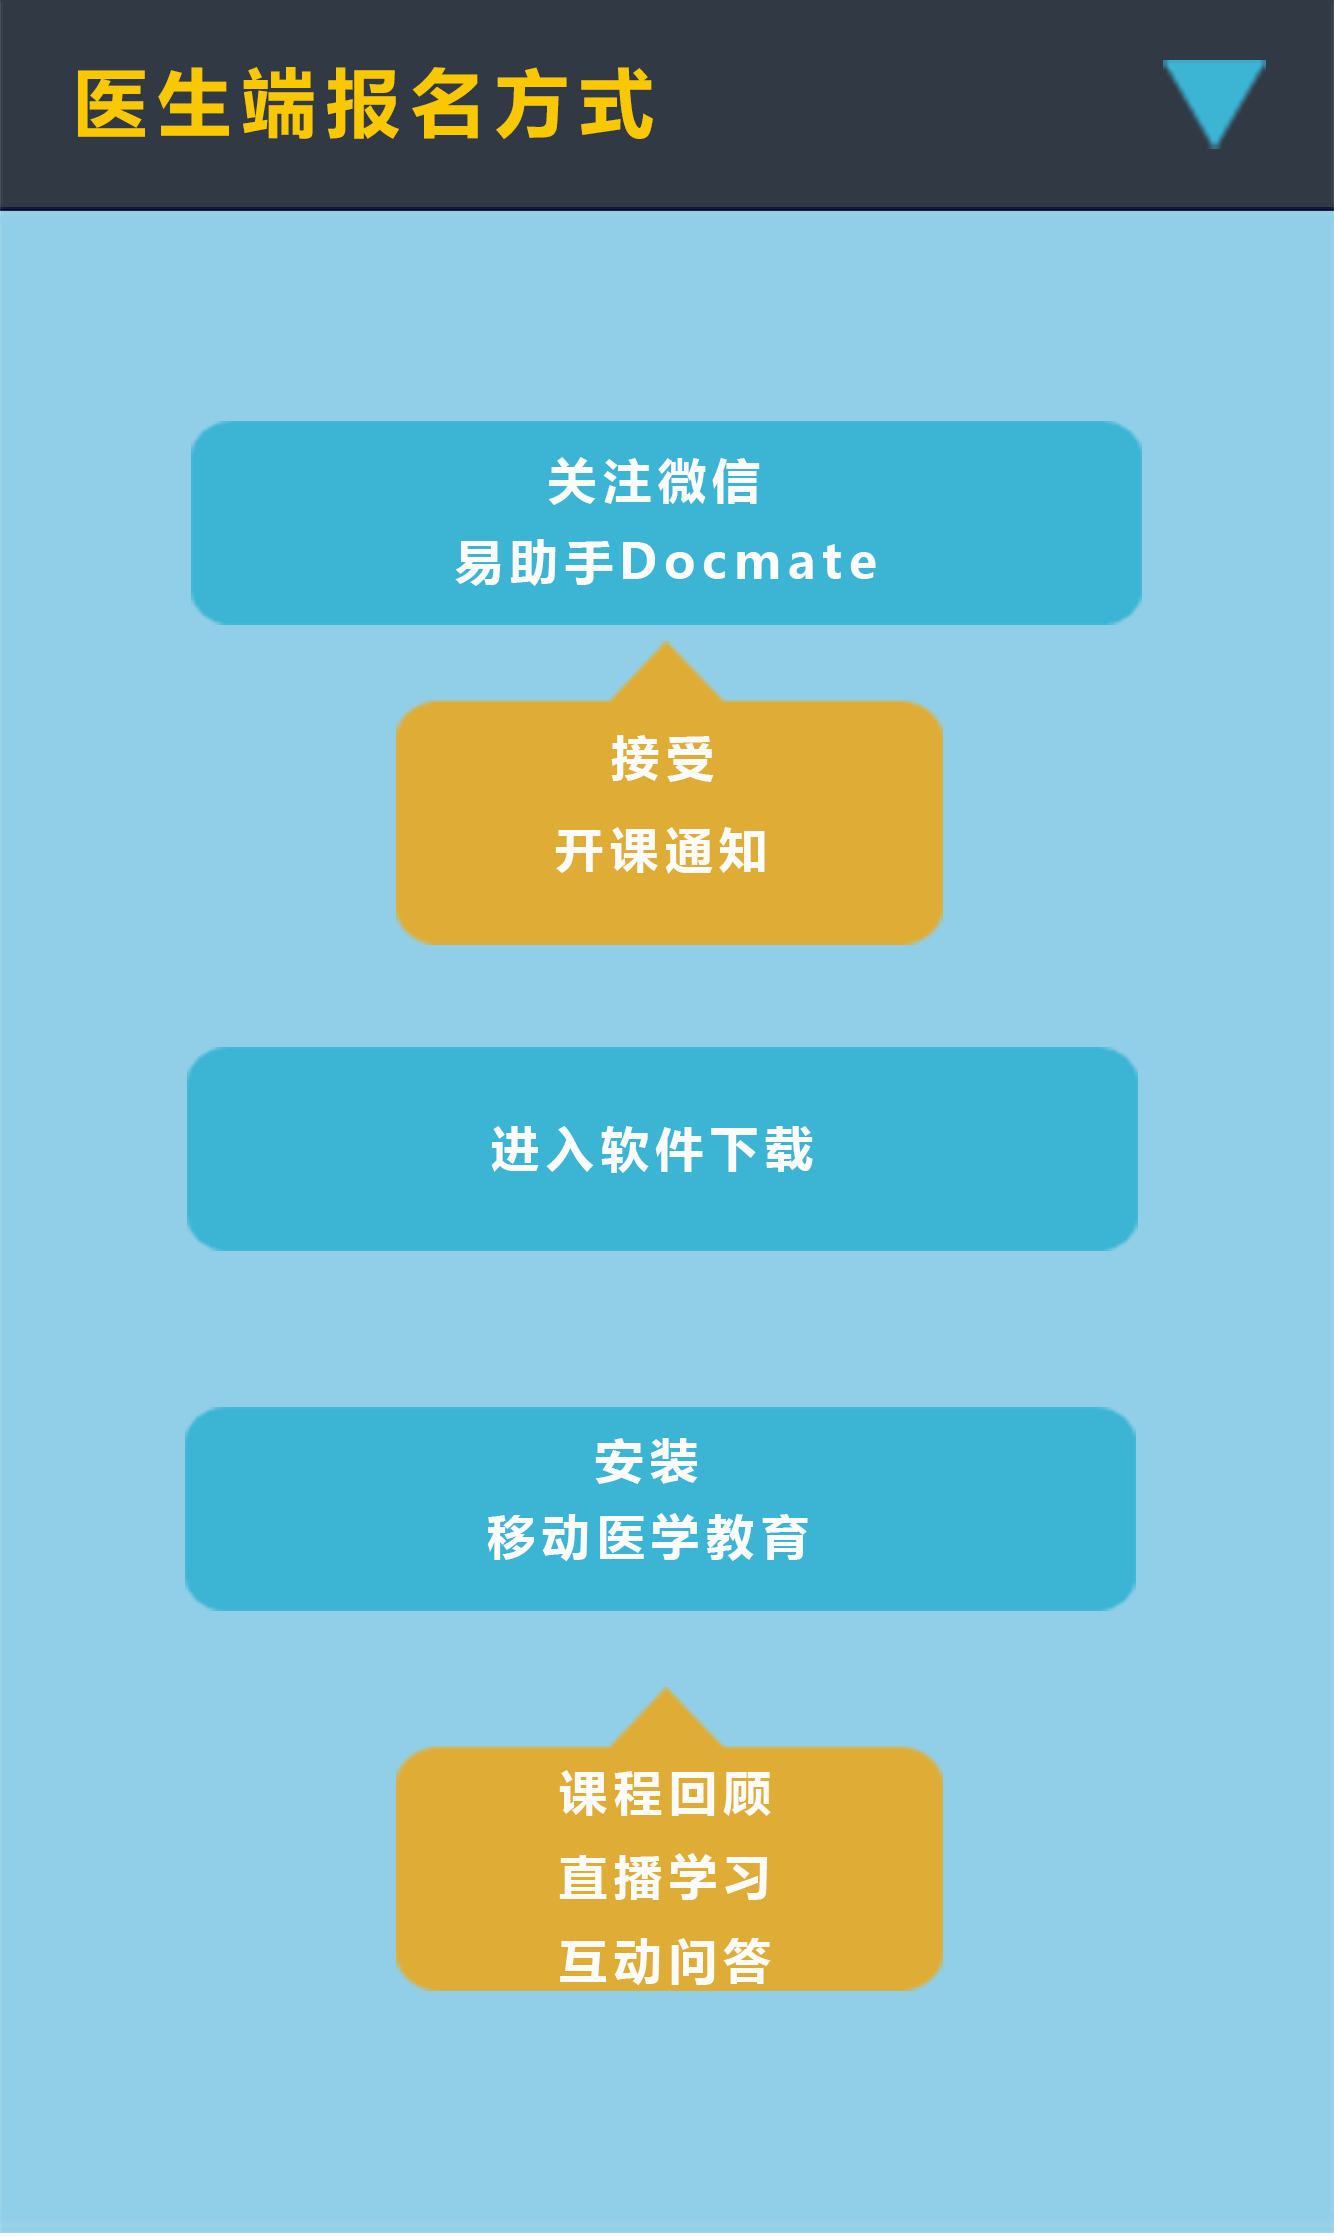 医生端报名方式
关注微信
易助手Docmate
接受
开课通知
进入软件下载
安装
移动医学教育
课程回顾
直播学习
互动问答